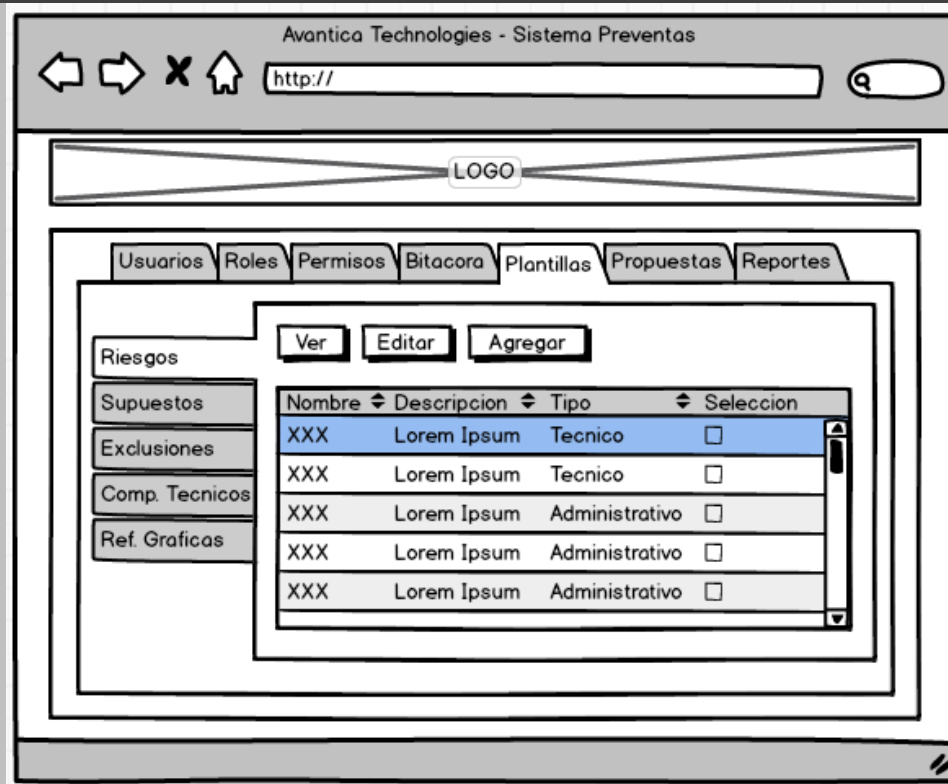 Avantica Technologies - Sistema Preventas
http://
LOGO
Usuarios Roles Permisos Bitacora Plantillas Propuestas Reportes
Ver Editar Agregar
Riesgos
Supuestos
Exclusiones
Comp. Tecnicos
Ref. Graficas
Nombre Descripcion Tipo Seleccion
XXX Lorem Ipsum Tecnico
XXX Lorem Ipsum Tecnico
XXX Lorem Ipsum Administrativo
XXX Lorem Ipsum Administrativo
XXX Lorem Ipsum Administrativo